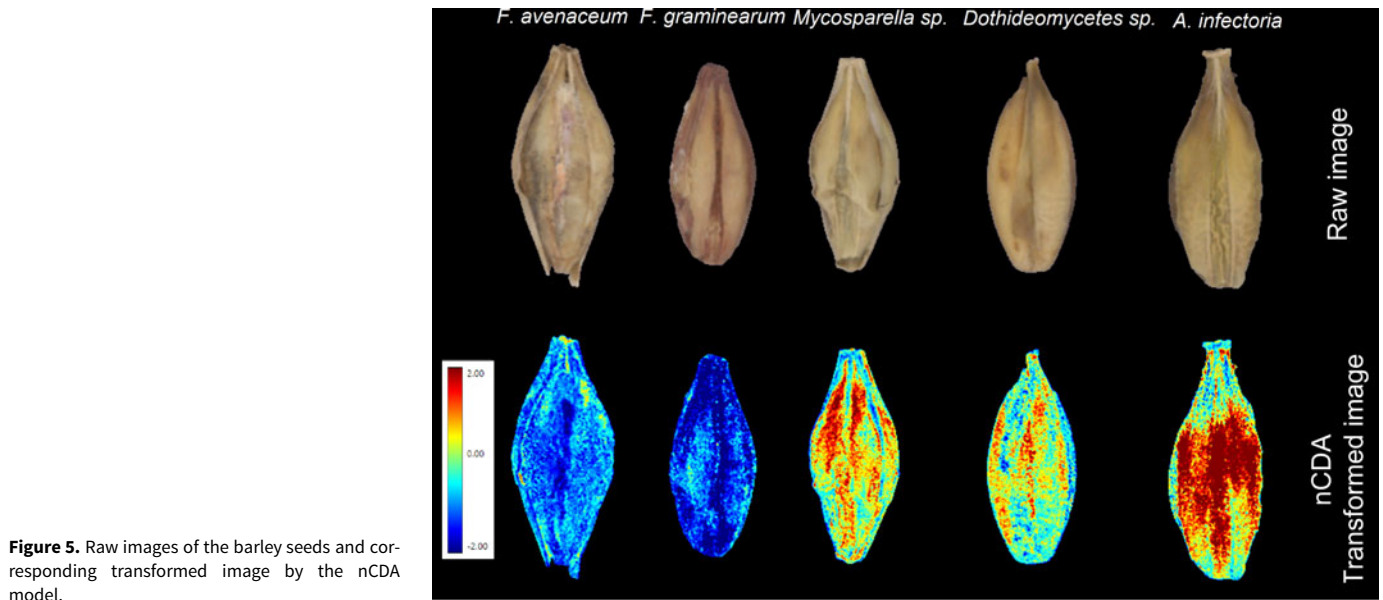 F. avenaceum F. graminearum Mycosparella sp. Dothideomycetes sp. A. infectoria
Raw image
2.00
0.00
-2.00
nCDA
Transformed image
Figure 5. Raw images of the barley seeds and cor-
responding transformed image by the nCDA
model.